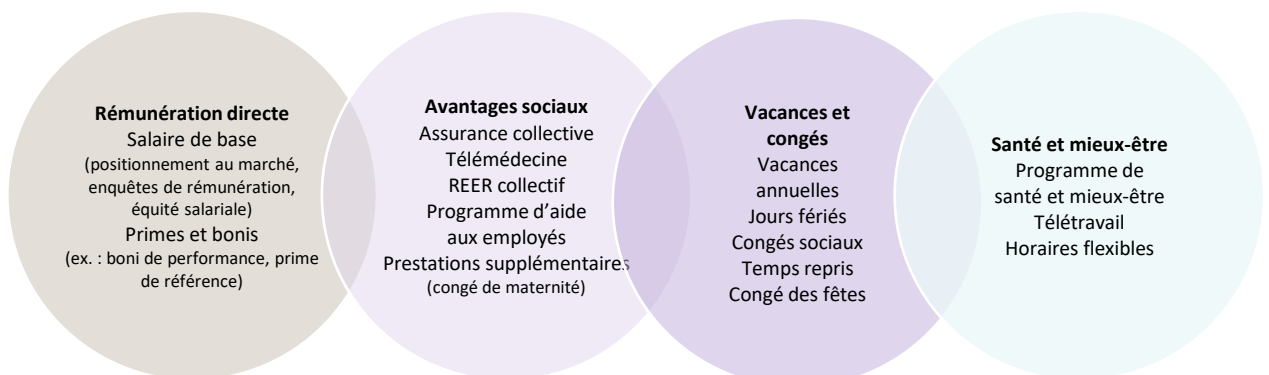 Rémunération directe
Salaire de base
(positionnement au marché,
enquêtes de rémunération,
équité salariale)
Primes et bonis
(ex. : boni de performance, prime
de référence)
Avantages sociaux
Assurance collective
Télémédecine
REER collectif
Programme d’aide
aux employés
Prestations supplémentaires
(congé de maternité)
Vacances et
congés
Vacances
annuelles
Jours fériés
Congés sociaux
Temps repris
Congé des fêtes
Santé et mieux-être
Programme de
santé et mieux-être
Télétravail
Horaires flexibles